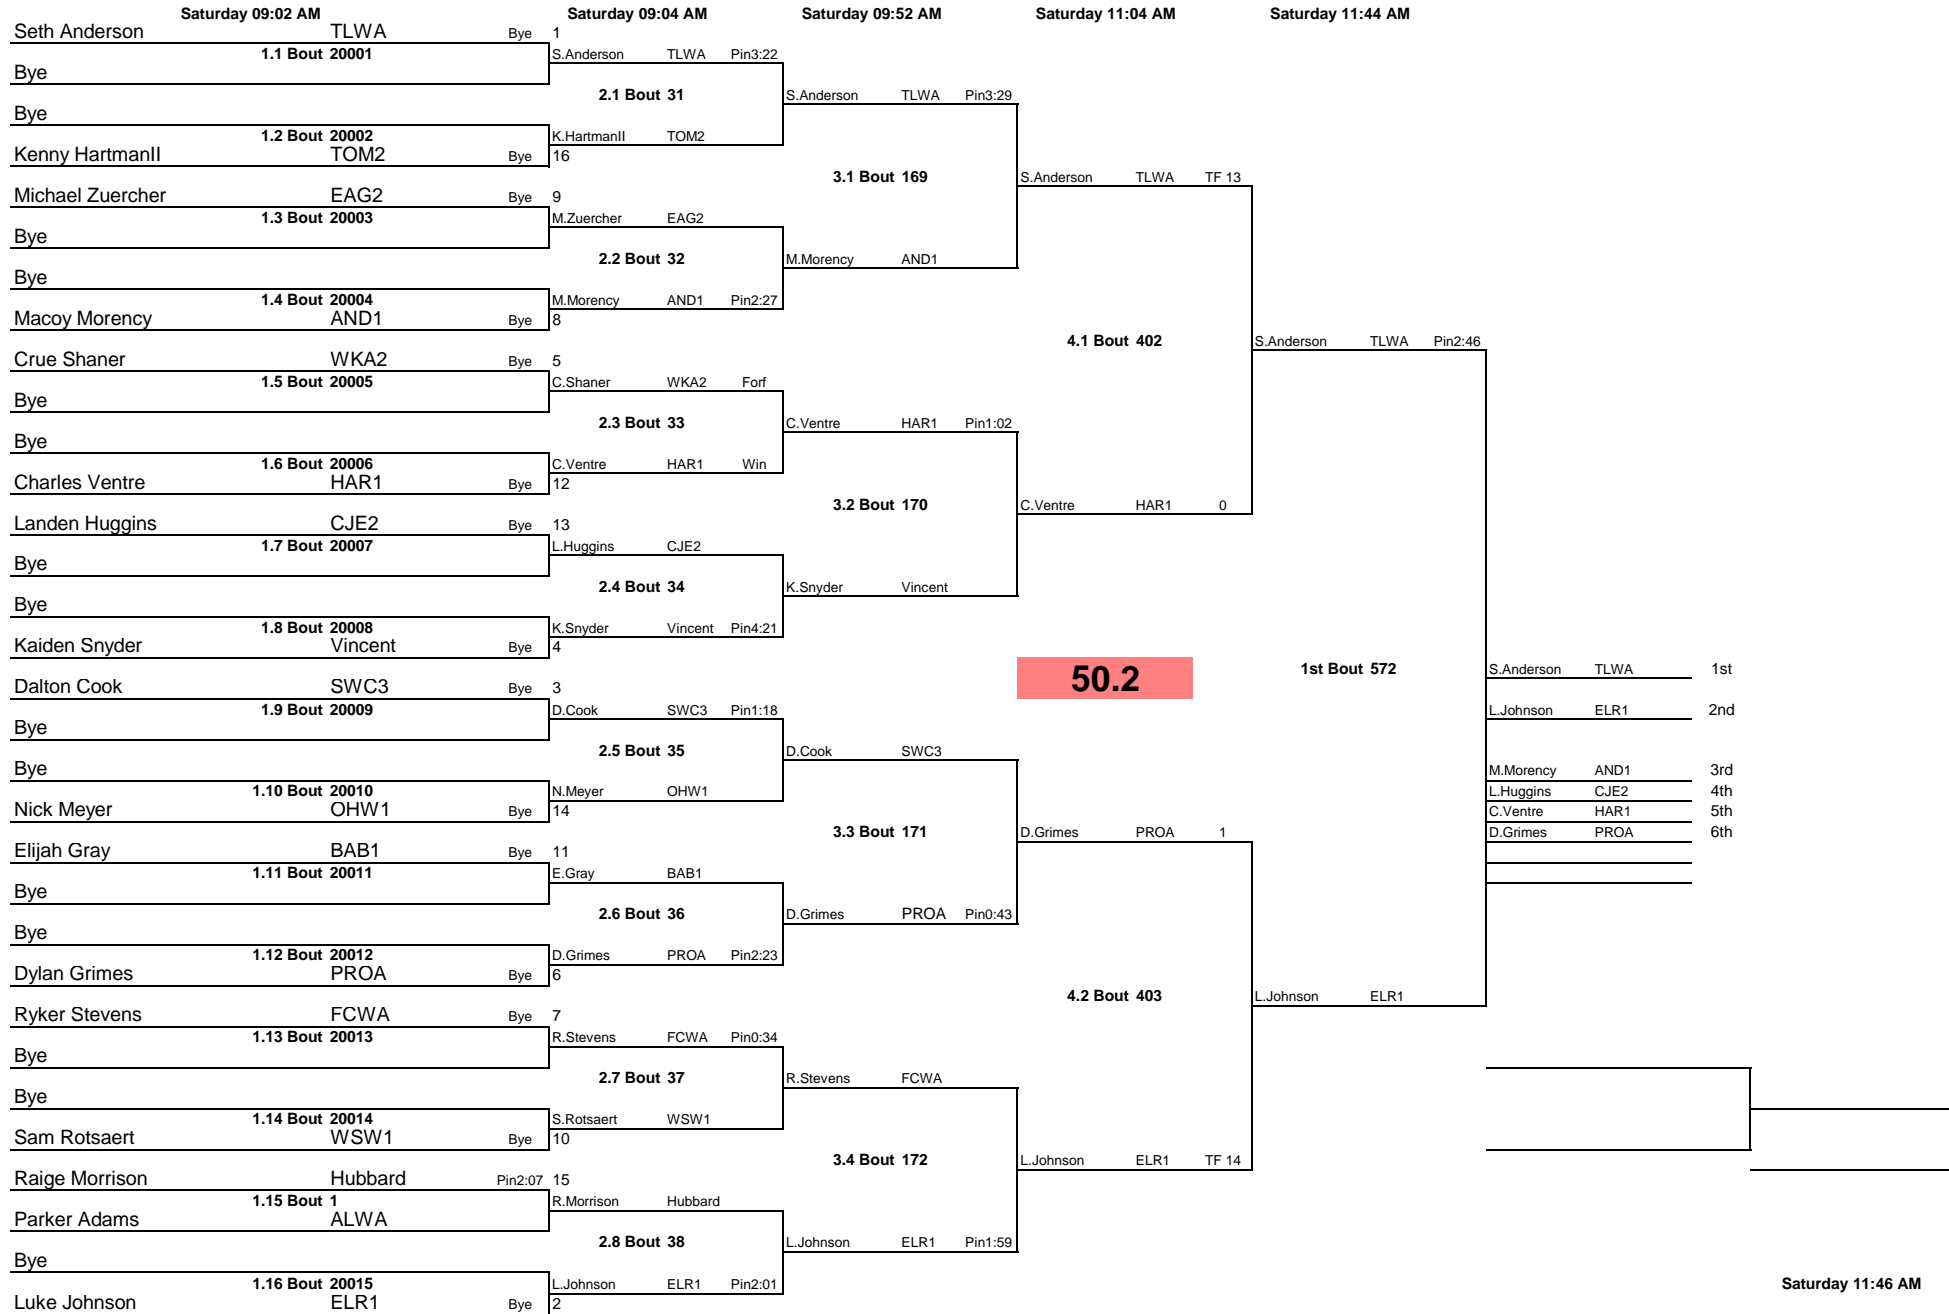 Saturday 09:02 AM Saturday 09:04 AM Saturday 09:52 AM Saturday 11:04 AM Saturday 11:44 AM
Seth Anderson TLWA Bye 1
1.1 Bout 20001 S.Anderson TLWA Pin3:22
Bye
2.1 Bout 31 S.Anderson TLWA Pin3:29
Bye
1.2 Bout 20002 K.HartmanII TOM2
Kenny HartmanII TOM2 Bye 16
3.1 Bout 169 S.Anderson TLWA TF 13
Michael Zuercher EAG2 Bye 9
1.3 Bout 20003 M.Zuercher EAG2
Bye
2.2 Bout 32 M.Morency AND1
Bye
1.4 Bout 20004 M.Morency AND1 Pin2:27
Macoy Morency AND1 Bye 8
4.1 Bout 402 S.Anderson TLWA Pin2:46
Crue Shaner WKA2 Bye 5
1.5 Bout 20005 C.Shaner WKA2 Forf
Bye
2.3 Bout 33 C.Ventre HAR1 Pin1:02
Bye
1.6 Bout 20006 C.Ventre HAR1 Win
Charles Ventre HAR1 Bye 12
3.2 Bout 170 C.Ventre HAR1 0
Landen Huggins CJE2 Bye 13
1.7 Bout 20007 L.Huggins CJE2
Bye
2.4 Bout 34 K.Snyder Vincent
Bye
1.8 Bout 20008 K.Snyder Vincent Pin4:21
Kaiden Snyder Vincent Bye 4
50.2 1st Bout 572 S.Anderson TLWA 1st
Dalton Cook SWC3 Bye 3
1.9 Bout 20009 D.Cook SWC3 Pin1:18 L.Johnson ELR1 2nd
Bye
2.5 Bout 35 D.Cook SWC3
Bye M.Morency AND1 3rd
1.10 Bout 20010 N.Meyer OHW1 L.Huggins CJE2 4th
Nick Meyer OHW1 Bye 14 C.Ventre HAR1 5th
3.3 Bout 171 D.Grimes PROA 1 D.Grimes PROA 6th
Elijah Gray BAB1 Bye 11
1.11 Bout 20011 E.Gray BAB1
Bye
2.6 Bout 36 D.Grimes PROA Pin0:43
Bye
1.12 Bout 20012 D.Grimes PROA Pin2:23
Dylan Grimes PROA Bye 6
4.2 Bout 403 L.Johnson ELR1
Ryker Stevens FCWA Bye 7
1.13 Bout 20013 R.Stevens FCWA Pin0:34
Bye
2.7 Bout 37 R.Stevens FCWA
Bye
1.14 Bout 20014 S.Rotsaert WSW1
Sam Rotsaert WSW1 Bye 10
3.4 Bout 172 L.Johnson ELR1 TF 14
Raige Morrison Hubbard Pin2:07 15
1.15 Bout 1 R.Morrison Hubbard
Parker Adams ALWA
2.8 Bout 38 L.Johnson ELR1 Pin1:59
Bye
1.16 Bout 20015 L.Johnson ELR1 Pin2:01 Saturday 11:46 AM
Luke Johnson ELR1 Bye 2